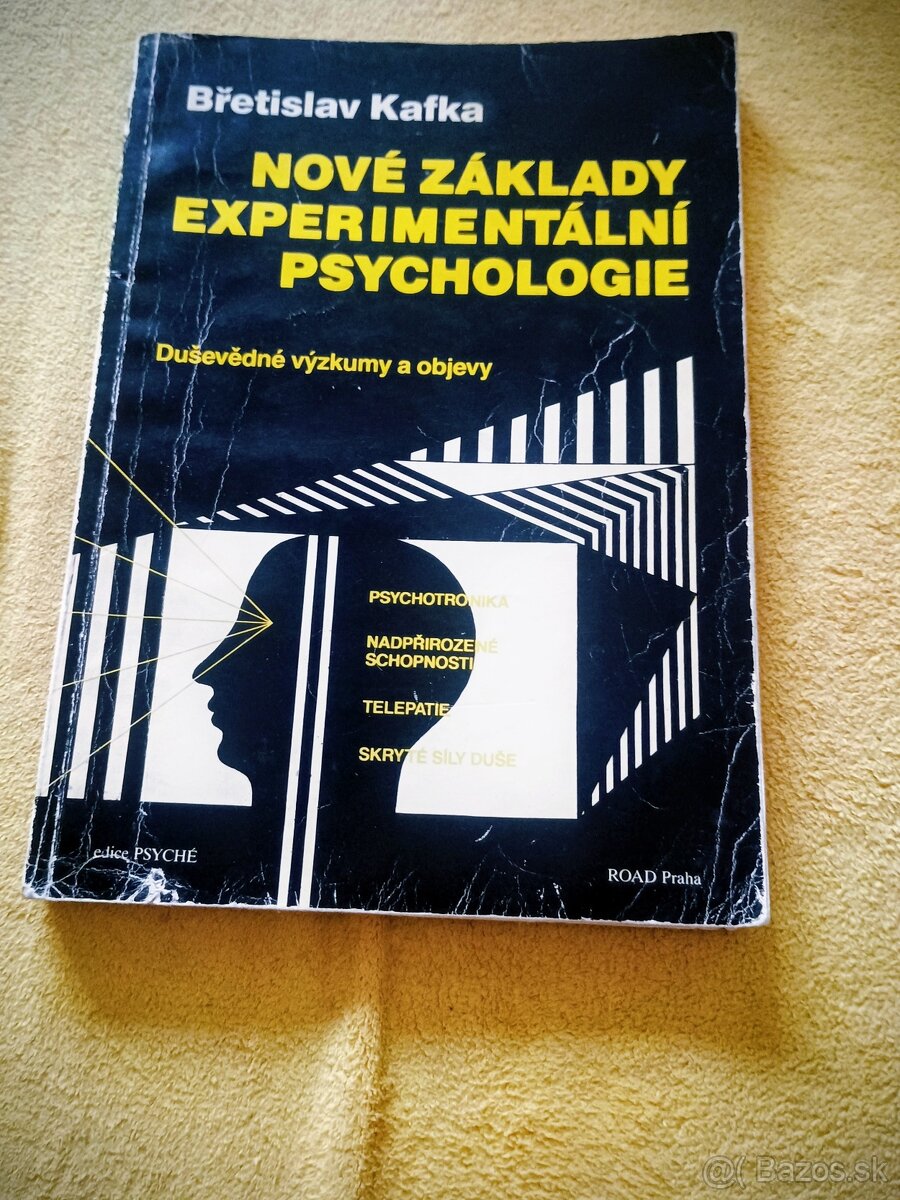 Břetislav Kafka
NOVÉ ZÁKLADY
EXPERIMENTÁLNÍ
PSYCHOLOGIE
Duševědné výzkumy a objevy
PSYCHOTRONIKA
NADPŘIROZENÉ
SCHOPNOSTI
TELEPATIE
SKRYTÉ SÍLY DUŠE
edice PSYCHÉ
ROAD Praha
@( Bazos.sk